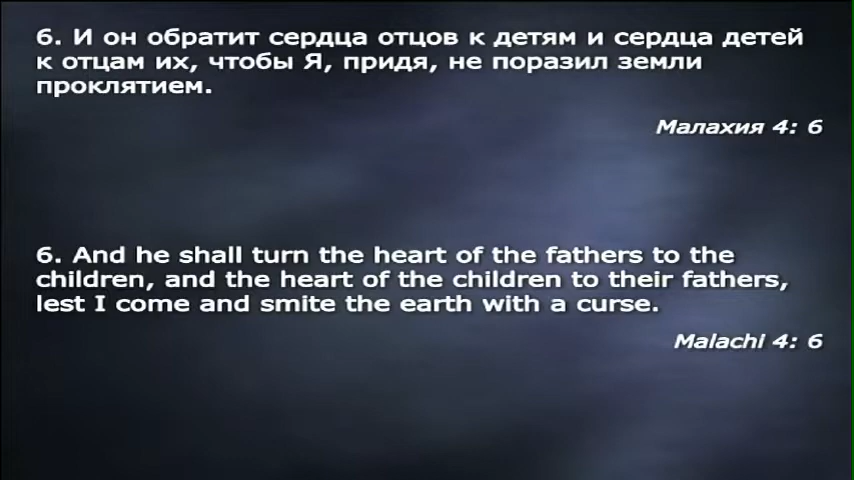 6. И он обратит сердца отцов к детям и сердца детей
к отцам их, чтобы Я, придя, не поразил земли
проклятием.
Малахия 4: 6
6. And he shall turn the heart of the fathers to the
children, and the heart of the children to their fathers,
lest I come and smite the earth with a curse.
Malachi 4: 6